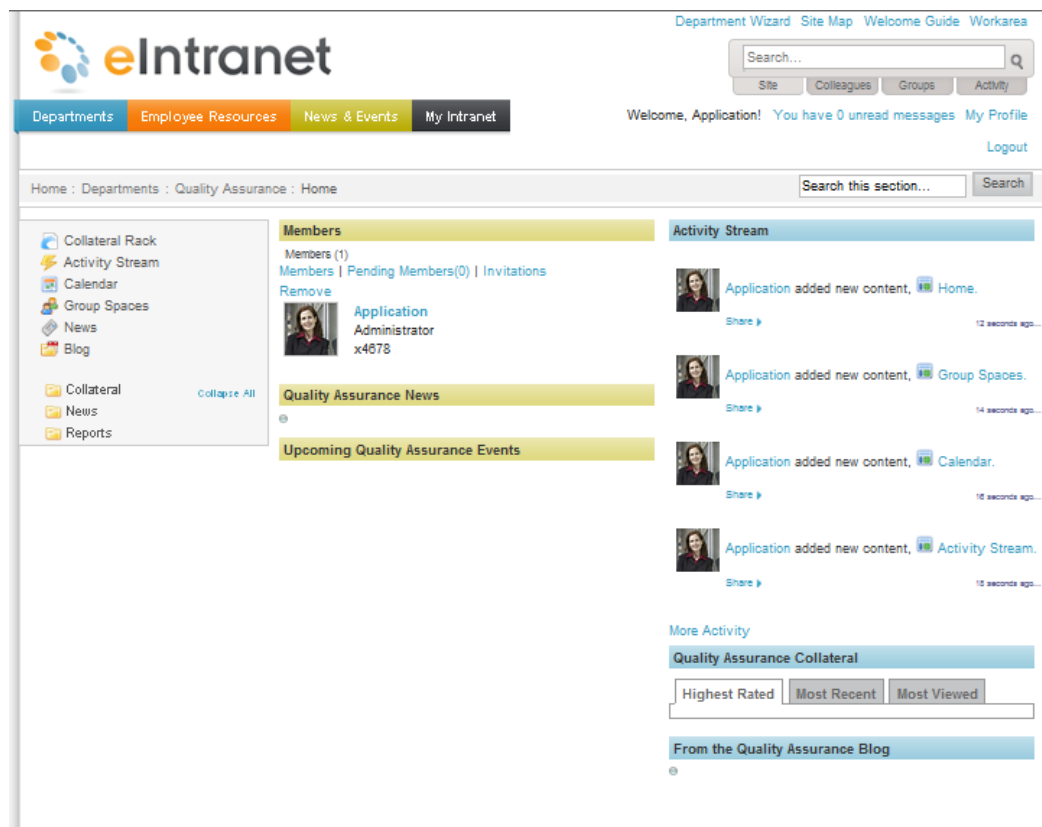 Department Wizard Site Map Welcome Guide Workarea
eIntranet
Search...
Site Colleagues Groups Activity
Departments Employee Resources News & Events My Intranet
Welcome, Application! You have 0 unread messages My Profile
Logout
Home : Departments : Quality Assurance : Home
Search this section... Search
Collateral Rack
Activity Stream
Calendar
Group Spaces
News
Blog
Collateral Collapse All
News
Reports
Members
Members (1)
Members | Pending Members(0) | Invitations
Remove
Application
Administrator
x4678
Quality Assurance News
Upcoming Quality Assurance Events
Activity Stream
Application added new content, Home.
Share 12 seconds ago...
Application added new content, Group Spaces.
Share 14 seconds ago...
Application added new content, Calendar.
Share 16 seconds ago...
Application added new content, Activity Stream.
Share seconds ago...
More Activity
Quality Assurance Collateral
Highest Rated Most Recent Most Viewed
From the Quality Assurance Blog